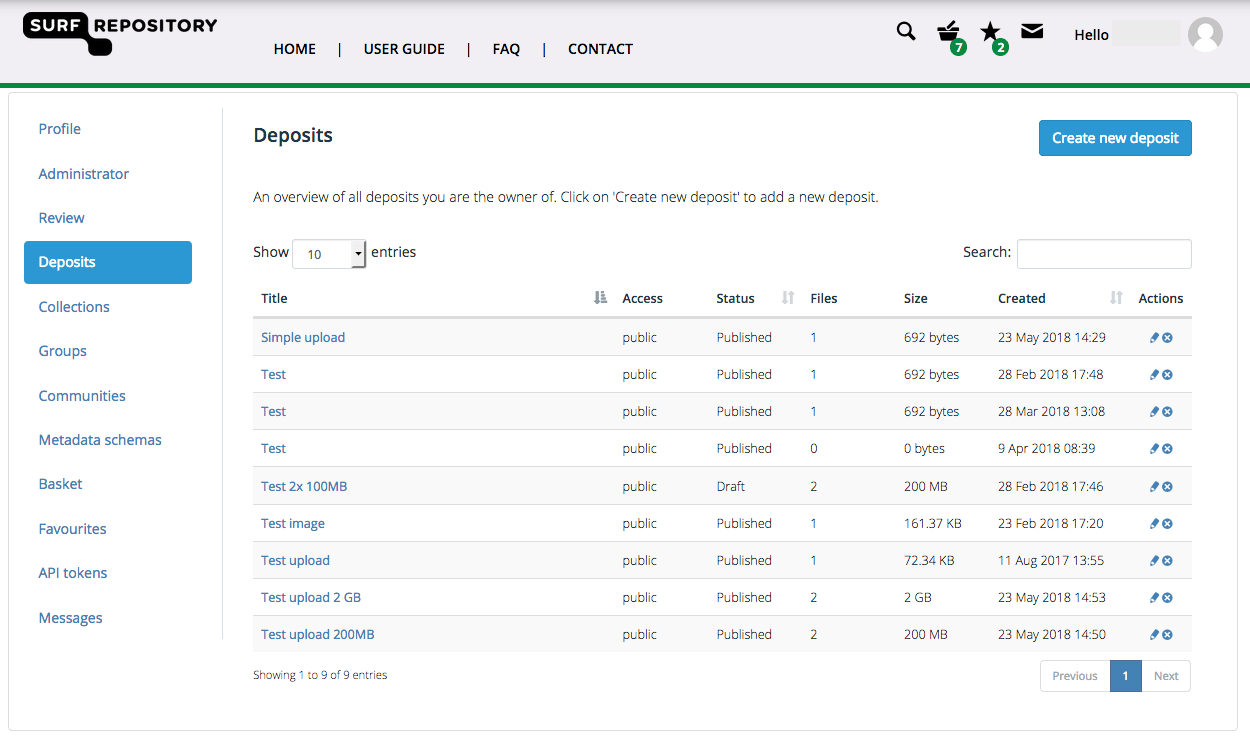 SURF REPOSITORY
HOME | USER GUIDE | FAQ | CONTACT
7
2
Hello
Profile
Administrator
Review
Deposits
Collections
Groups
Communities
Metadata schemas
Basket
Favourites
API tokens
Messages
Deposits
Create new deposit
An overview of all deposits you are the owner of. Click on 'Create new deposit' to add a new deposit.
Show 10 entries
Search:
Title Access Status Files Size Created Actions
Simple upload public Published 1 692 bytes 23 May 2018 14:29
Test public Published 1 692 bytes 28 Feb 2018 17:48
Test public Published 1 692 bytes 28 Mar 2018 13:08
Test public Published 0 0 bytes 9 Apr 2018 08:39
Test 2x 100MB public Draft 2 200 MB 28 Feb 2018 17:46
Test image public Published 1 161.37 KB 23 Feb 2018 17:20
Test upload public Published 1 72.34 KB 11 Aug 2017 13:55
Test upload 2 GB public Published 2 2 GB 23 May 2018 14:53
Test upload 200MB public Published 2 200 MB 23 May 2018 14:50
Showing 1 to 9 of 9 entries
Previous 1 Next